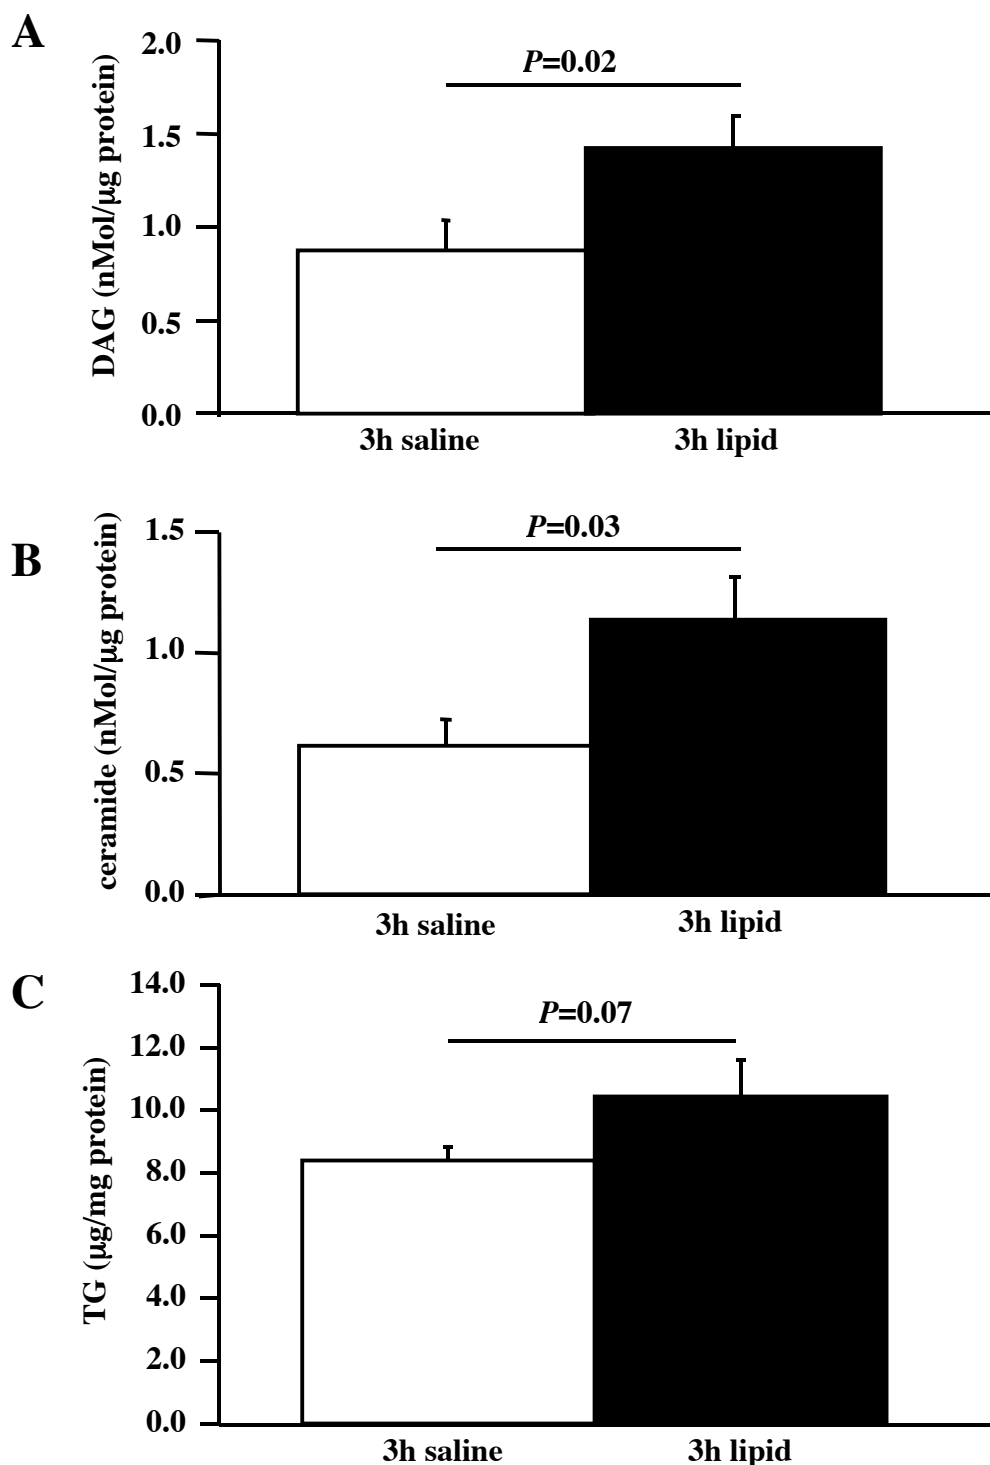 A
DAG (nMol/µg protein)
2.0
1.5
1.0
0.5
0.0
P=0.02
3h saline
3h lipid
B
ceramide (nMol/µg protein)
1.5
1.0
0.5
0.0
P=0.03
3h saline
3h lipid
C
TG (µg/mg protein)
14.0
12.0
10.0
8.0
6.0
4.0
2.0
0.0
P=0.07
3h saline
3h lipid